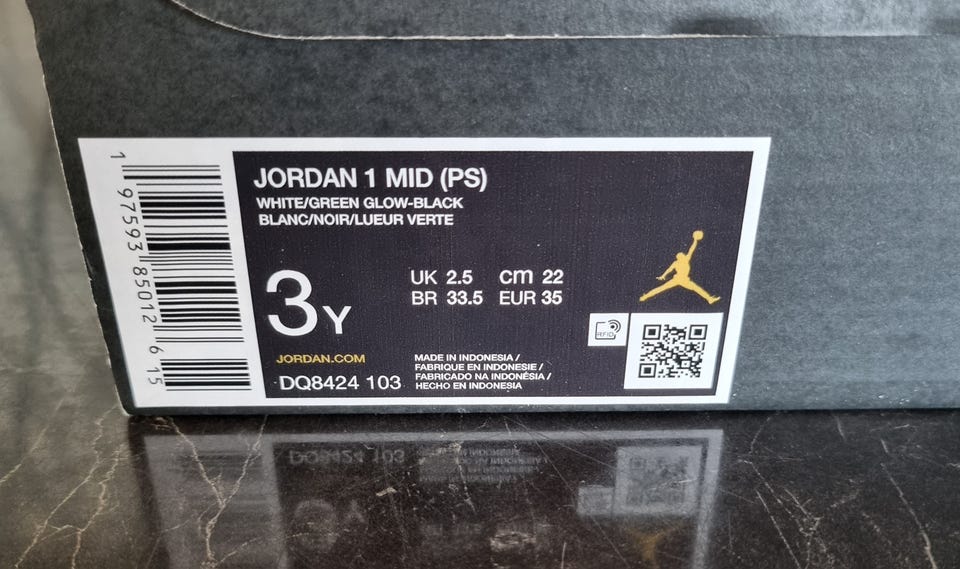 1 97593 85012 6 15
JORDAN 1 MID (PS)
WHITE/GREEN GLOW-BLACK
BLANC/NOIR/LUEUR VERTE
3Y
UK 2.5 CM 22
BR 33.5 EUR 35
RFID
JORDAN.COM
DQ8424 103
MADE IN INDONESIA /
FABRIQUE EN INDONESIE /
FABRICADO NA INDONÉSIA /
HECHO EN INDONESIA